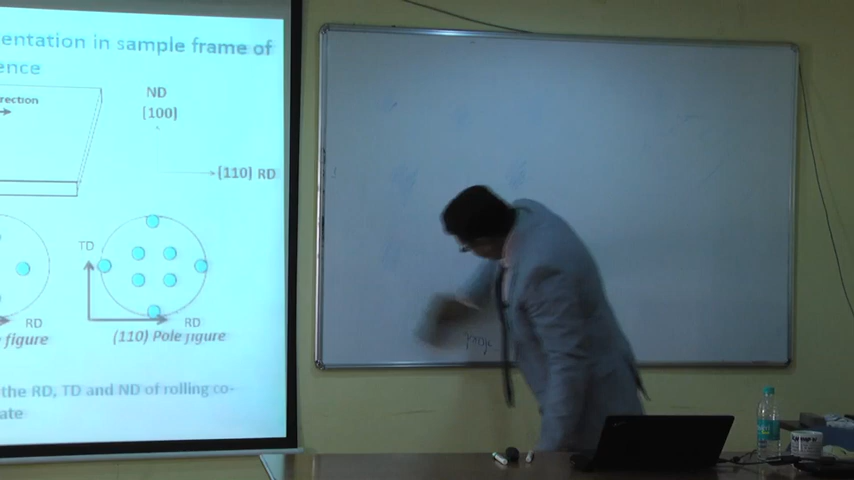 entation in sample frame of
ence
rection
ND
[100]
[110] RD
TD
RD
RD
figure
(110) Pole figure
the RD, TD and ND of rolling co-
ate